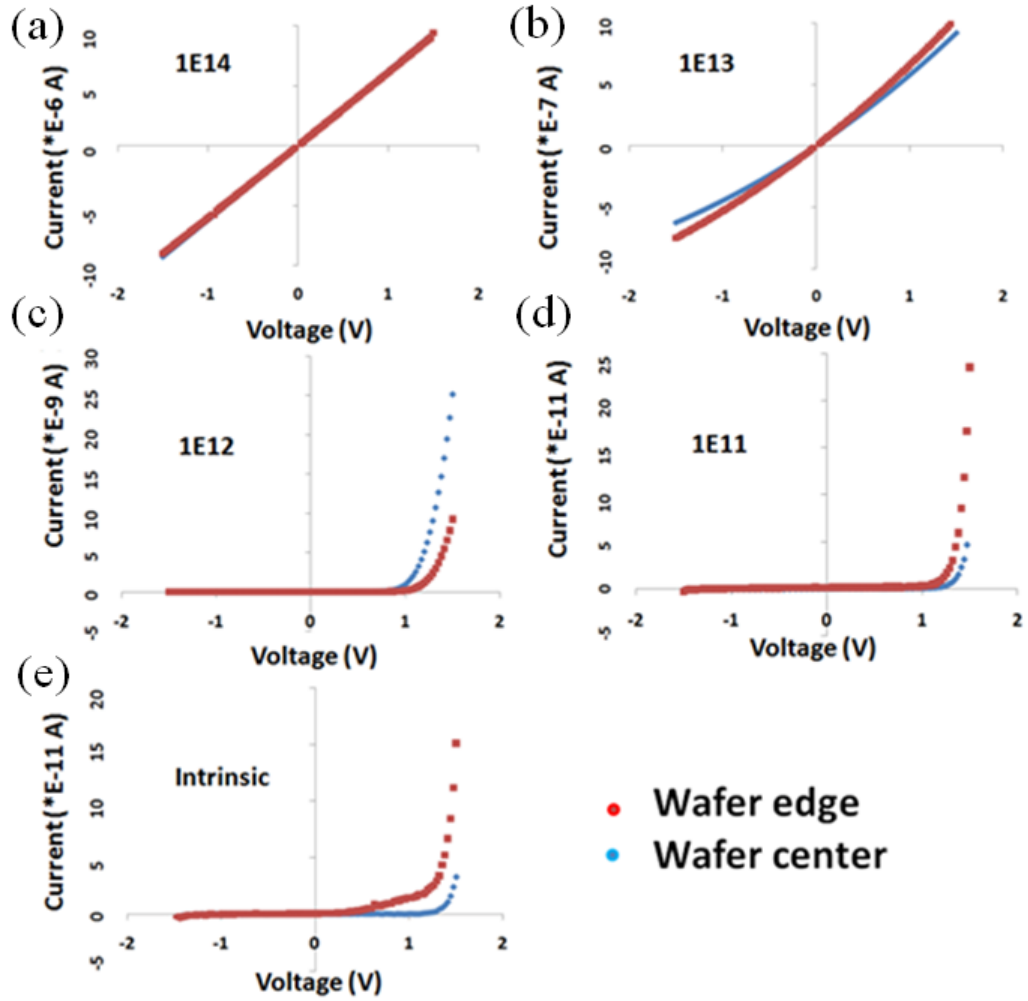 (a)
1E14
Current(*E-6 A)
10
5
0
-5
-10
-2 -1 0 1 2
Voltage (V)
(b)
1E13
Current(*E-7 A)
10
5
0
-5
-10
-2 -1 0 1 2
Voltage (V)
(c)
1E12
Current(*E-9 A)
30
25
20
15
10
5
0
-5
-2 -1 0 1 2
Voltage (V)
(d)
1E11
Current(*E-11 A)
25
20
15
10
5
0
-5
-2 -1 0 1 2
Voltage (V)
(e)
Intrinsic
Current(*E-11 A)
20
15
10
5
0
-5
-2 -1 0 1 2
Voltage (V)
Wafer edge
Wafer center